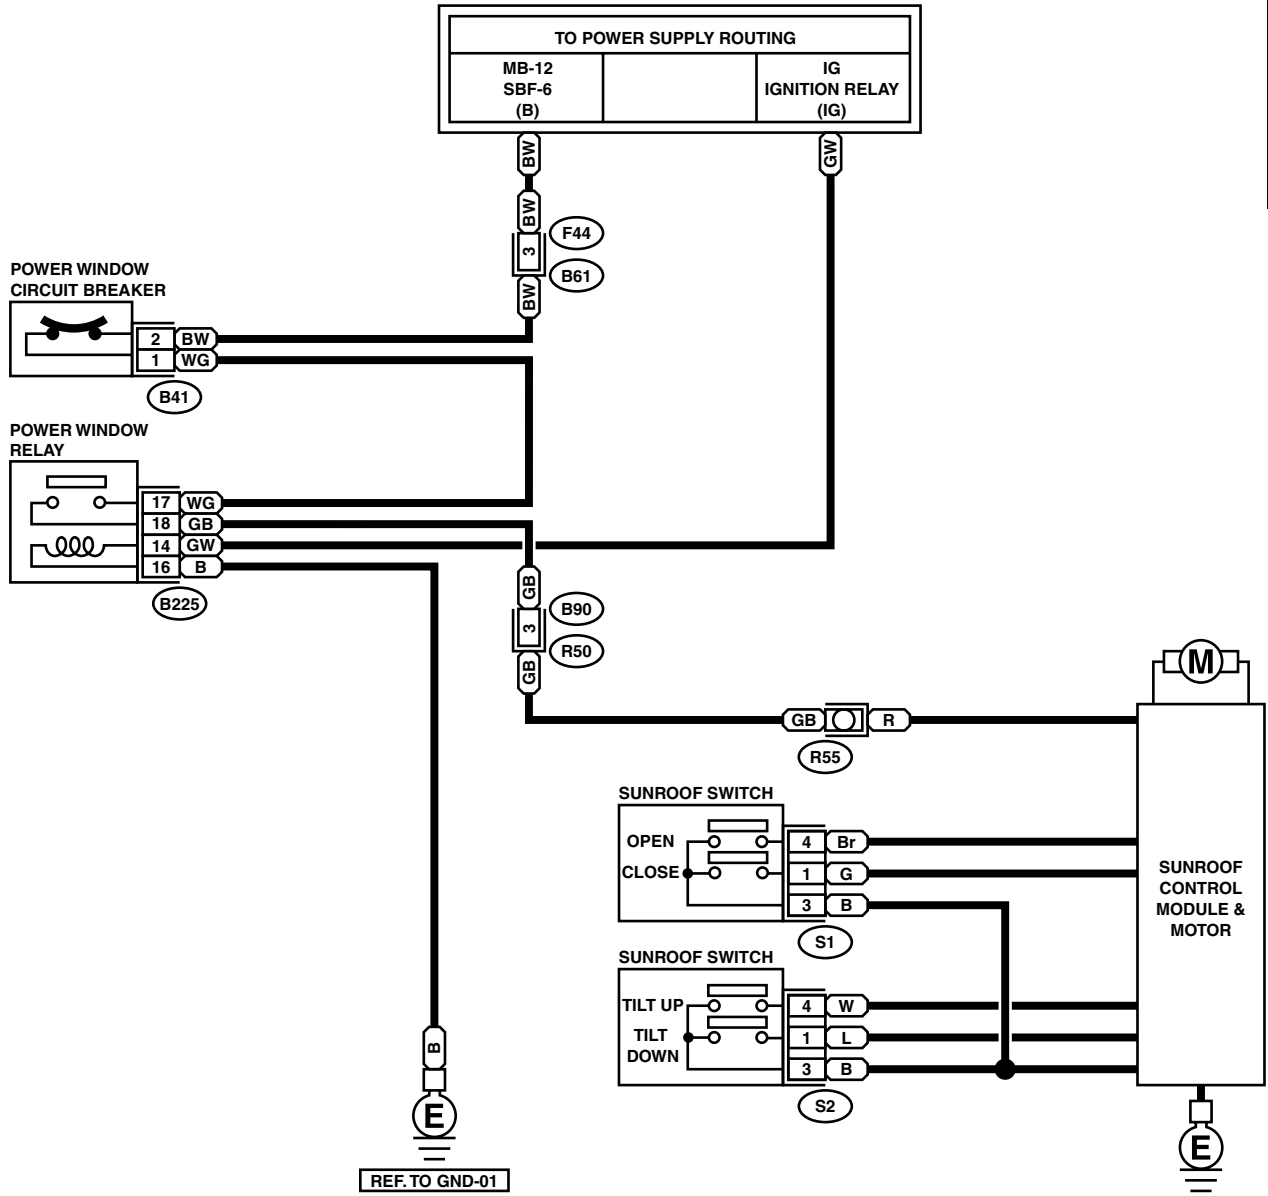 TO POWER SUPPLY ROUTING
MB-12
SBF-6
(B)
IG
IGNITION RELAY
(IG)
BW
GW
BW
3
F44
B61
BW
POWER WINDOW
CIRCUIT BREAKER
2 BW
1 WG
B41
POWER WINDOW
RELAY
17 WG
18 GB
14 GW
16 B
B225
GB
3
B90
R50
GB
M
GB R
R55
SUNROOF SWITCH
OPEN 4 Br
CLOSE 1 G
3 B
S1
SUNROOF
CONTROL
MODULE &
MOTOR
SUNROOF SWITCH
TILT UP 4 W
TILT
DOWN
1 L
3 B
S2
B
E
REF. TO GND-01
E